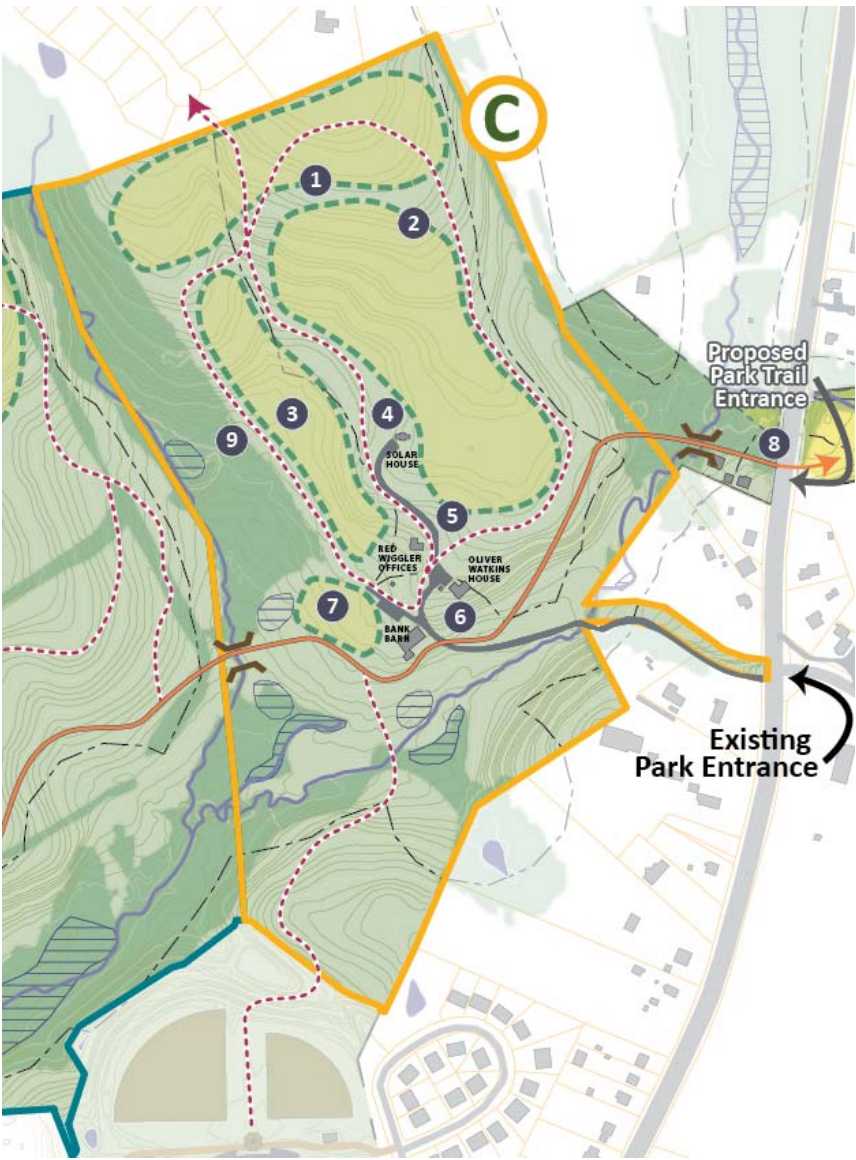 C
1
2
Proposed
Park Trail
Entrance
3
4
8
9
SOLAR
HOUSE
5
RED
WIGGLER
OFFICES
OLIVER
WATKINS
HOUSE
7
6
BANK
BARN
Existing
Park Entrance